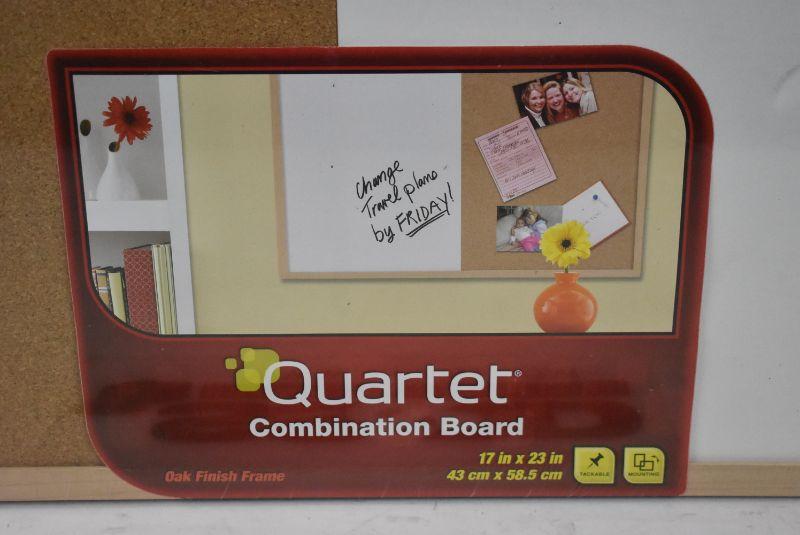 Change
Travel plans
by FRIDAY!
Quartet®
Combination Board
Oak Finish Frame
17 in x 23 in
43 cm x 58.5 cm
TACKABLE
MOUNTING